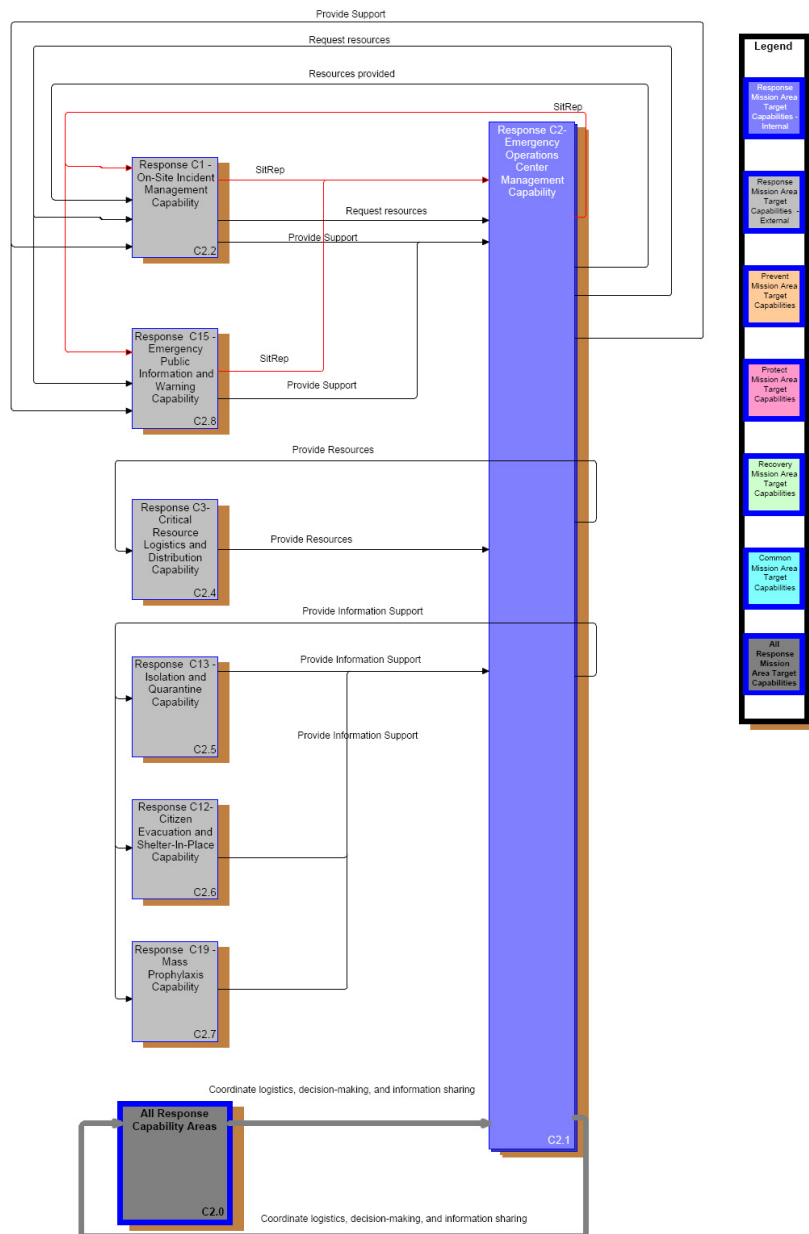 Provide Support
Request resources
Resources provided
SitRep
Response C1 -
On-Site Incident
Management
Capability
C2.2
SitRep
Request resources
Provide Support
Response C2-
Emergency
Operations
Center
Management
Capability
Response C15 -
Emergency
Public
Information and
Warning
Capability
C2.8
SitRep
Provide Support
Provide Resources
Response C3-
Critical
Resource
Logistics and
Distribution
Capability
C2.4
Provide Resources
Provide Information Support
Response C13 -
Isolation and
Quarantine
Capability
C2.5
Provide Information Support
Provide Information Support
Response C12-
Citizen
Evacuation and
Shelter-In-Place
Capability
C2.6
Response C19 -
Mass
Prophylaxis
Capability
C2.7
Coordinate logistics, decision-making, and information sharing
All Response
Capability Areas
C2.0
C2.1
Coordinate logistics, decision-making, and information sharing
Legend
Response
Mission Area
Target
Capabilities -
Internal
Response
Mission Area
Target
Capabilities -
External
Prevent
Mission Area
Target
Capabilities
Protect
Mission Area
Target
Capabilities
Recovery
Mission Area
Target
Capabilities
Common
Mission Area
Target
Capabilities
All
Response
Mission
Area Target
Capabilities